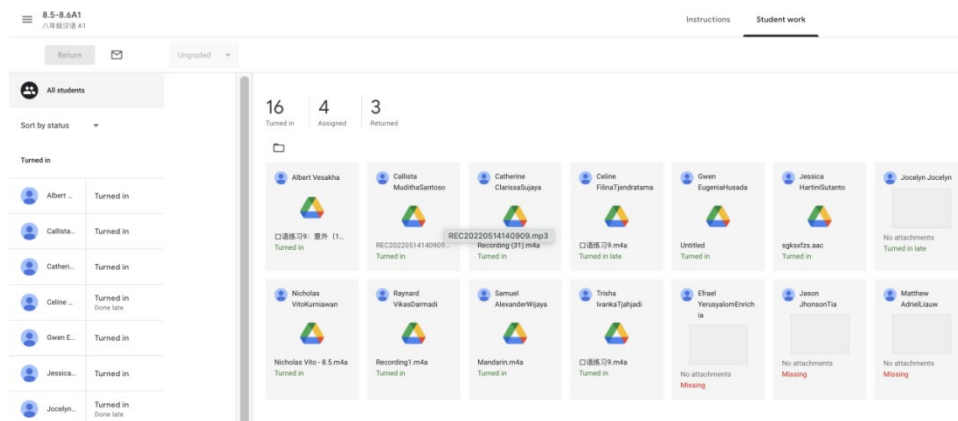 8.5-8.6A1
八年级汉语 A1
Instructions
Student work
Return
Ungraded
All students
Sort by status
Turned in
Albert ...
Turned in
Callista...
Turned in
Catheri...
Turned in
Celine ...
Turned in
Done late
Gwen E...
Turned in
Jessica...
Turned in
Jocelyn...
Turned in
Done late
16
Turned in
4
Assigned
3
Returned
Albert Vesakha
口语练习9：意外（1...
Turned in
Callista
MudithaSantoso
REC20220514140909...
Turned in
REC20220514140909.mp3
Catherine
ClarissaSujaya
Recording (31).m4a
Turned in
Celine
FilinaTjendratama
口语练习9.m4a
Turned in late
Gwen
EugeniaHusada
Untitled
Turned in
Jessica
HartiniSutanto
sgksxfzs.aac
Turned in
Jocelyn Jocelyn
No attachments
Turned in late
Nicholas
VitoKurniawan
Nicholas Vito - 8.5.m4a
Turned in
Raynard
VikasDarmadi
Recording1.m4a
Turned in
Samuel
AlexanderWijaya
Mandarin.m4a
Turned in
Trisha
IvankaTjahjadi
口语练习9.m4a
Turned in
Efrael
YerusyalomEnrich
ia
No attachments
Missing
Jason
JhonsonTia
No attachments
Missing
Matthew
AdrielLiauw
No attachments
Missing